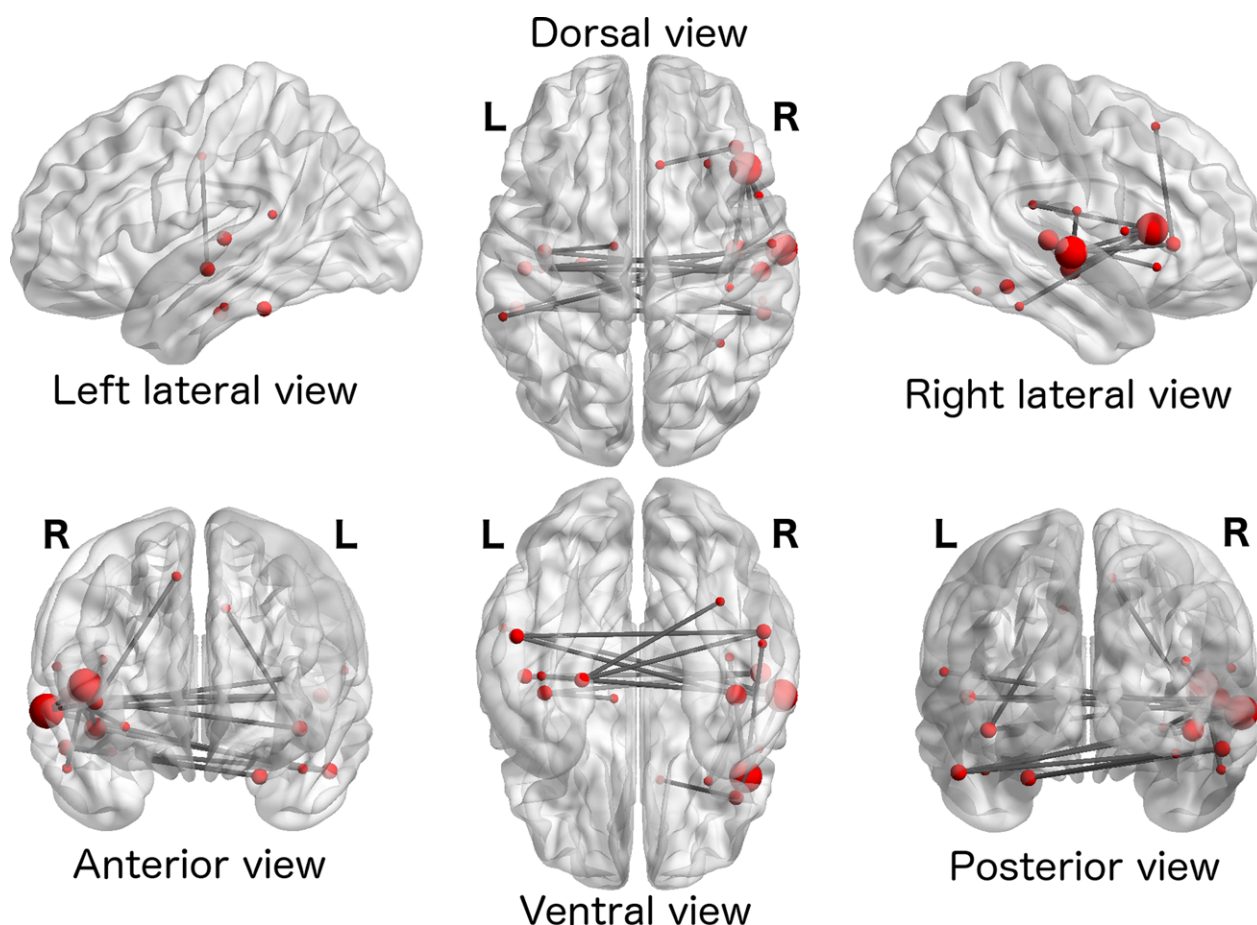 Dorsal view
L
R
Left lateral view
Right lateral view
R
L
L
R
L
R
Anterior view
Posterior view
Ventral view